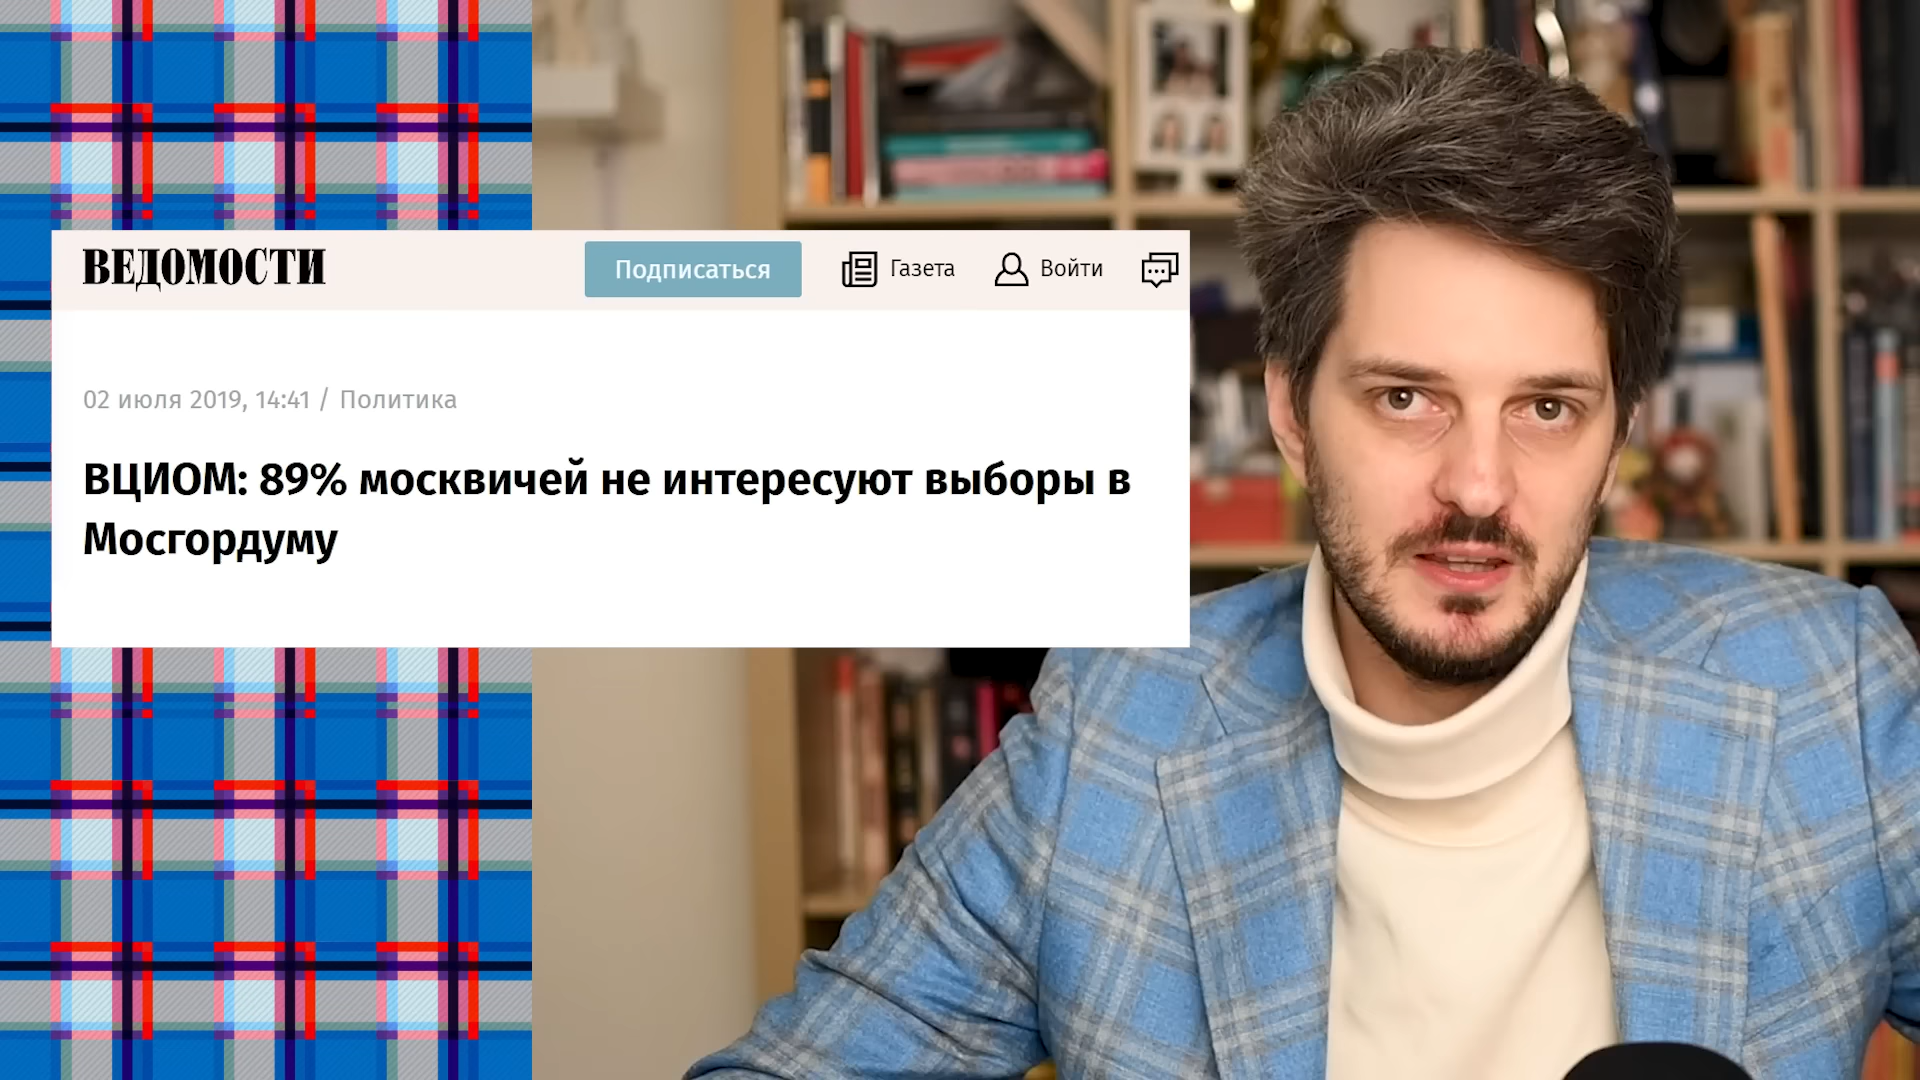 ВЕДОМОСТИ
Подписаться
Газета
Войти
02 июля 2019, 14:41 / Политика
ВЦИОМ: 89% москвичей не интересуют выборы в
Мосгордуму